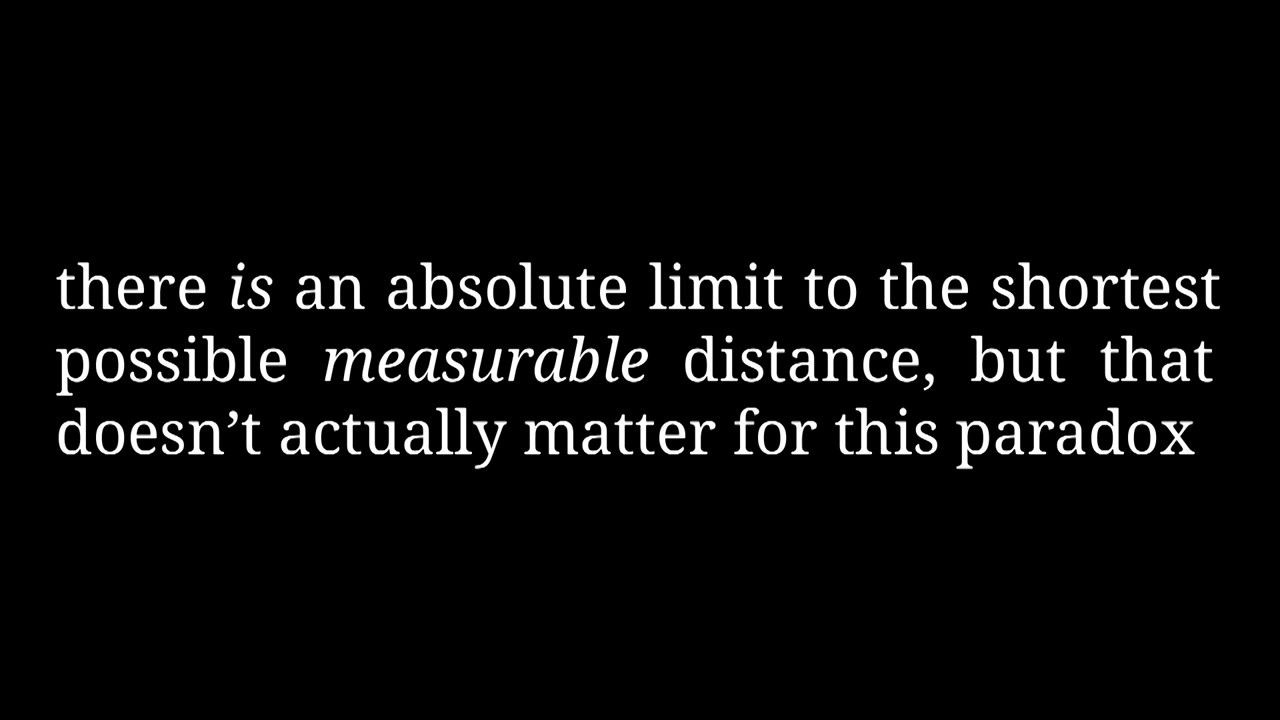 there is an absolute limit to the shortest
possible measurable distance, but that
doesn’t actually matter for this paradox